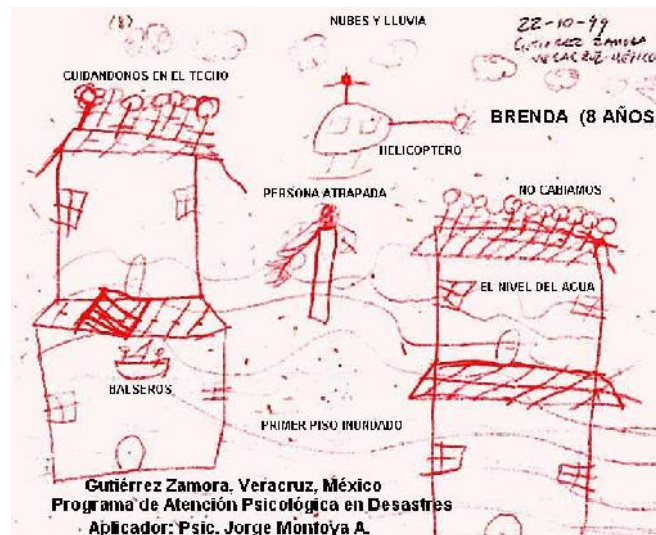 (8)
NUBES Y LLUVIA
22-10-99
GUTIERREZ ZAMORA
VERACRUZ-MÉXICO
CUIDANDONOS EN EL TECHO
BRENDA (8 AÑOS
HELICOPTERO
PERSONA ATRAPADA
NO CABIAMOS
EL NIVEL DEL AGUA
BALSEROS
PRIMER PISO INUNDADO
Gutiérrez Zamora, Veracruz, México
Programa de Atención Psicológica en Desastres
Aplicador: Psic. Jorge Montoya A.